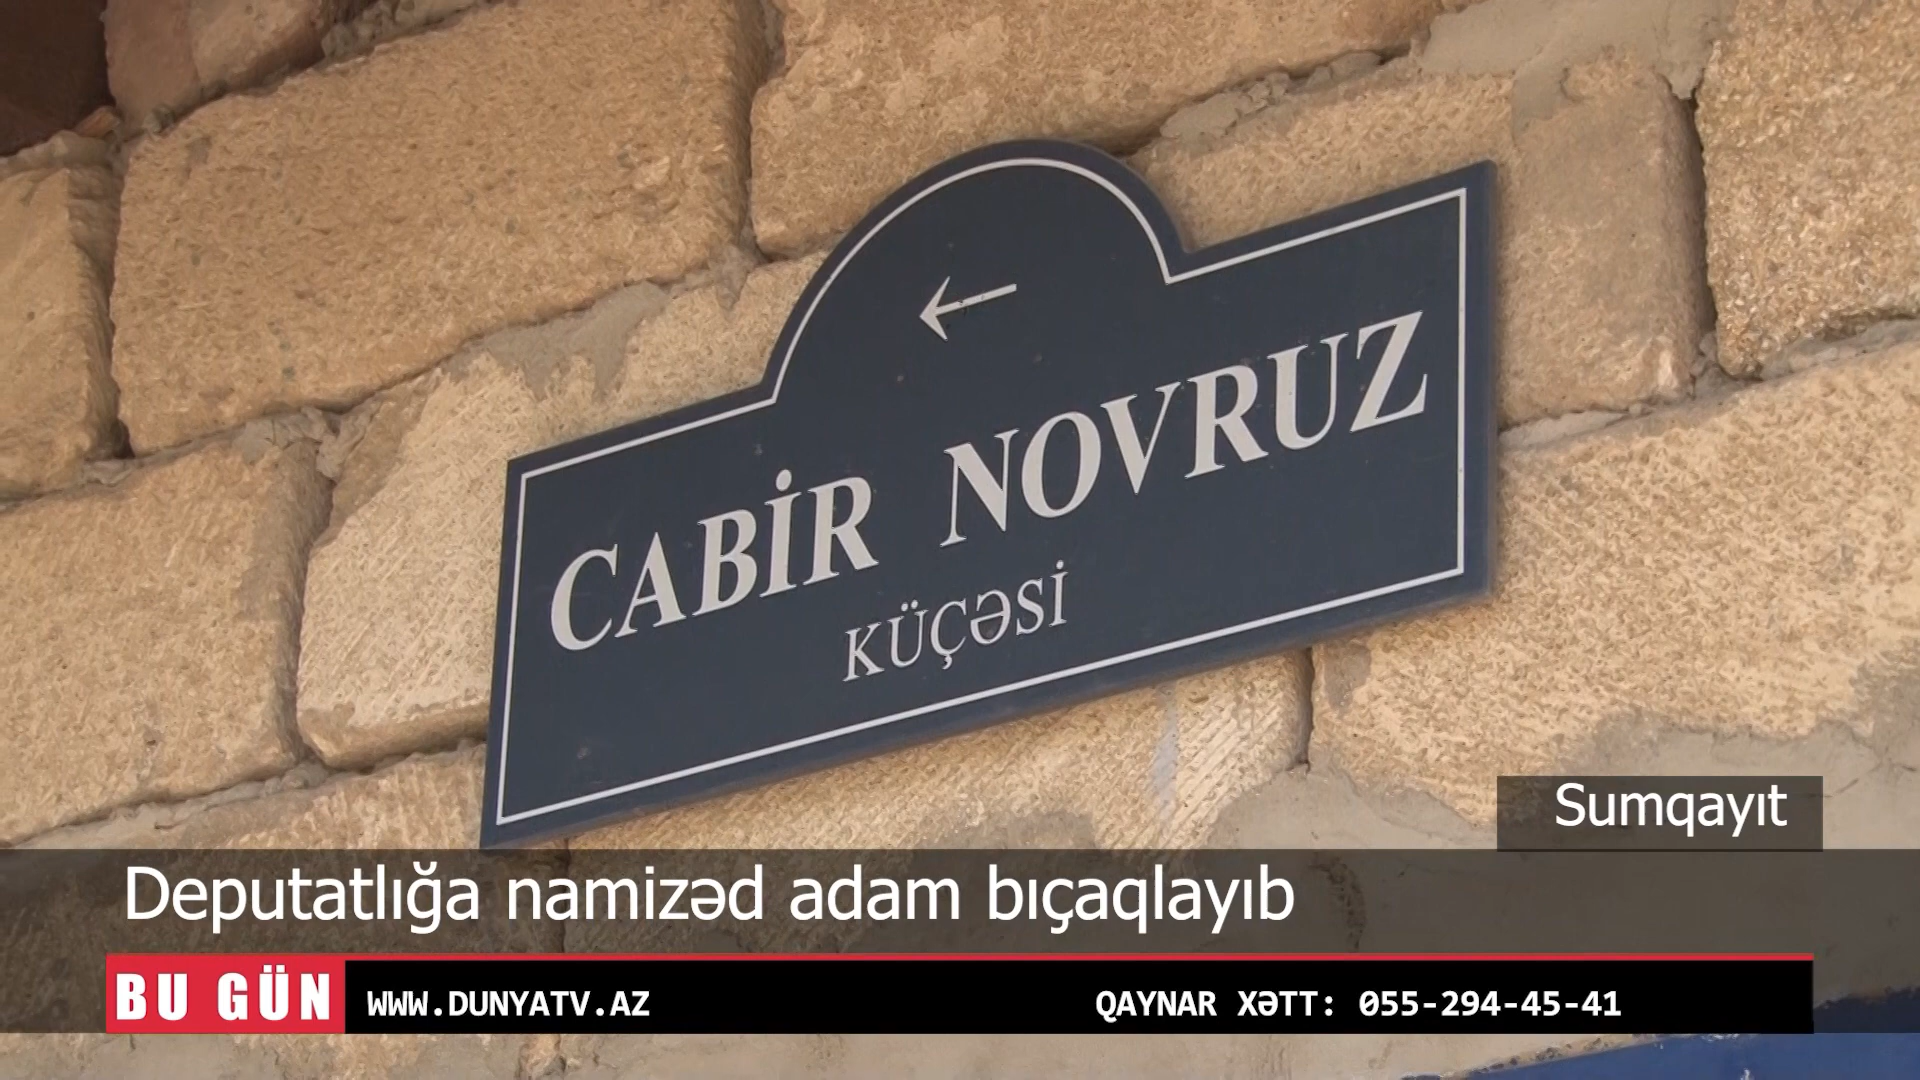 CABİR NOVRUZ
KÜÇƏSİ
Sumqayıt
Deputatlığa namizəd adam bıçaqlayıb
BU GÜN
WWW.DUNYATV.AZ
QAYNAR XƏTT: 055-294-45-41